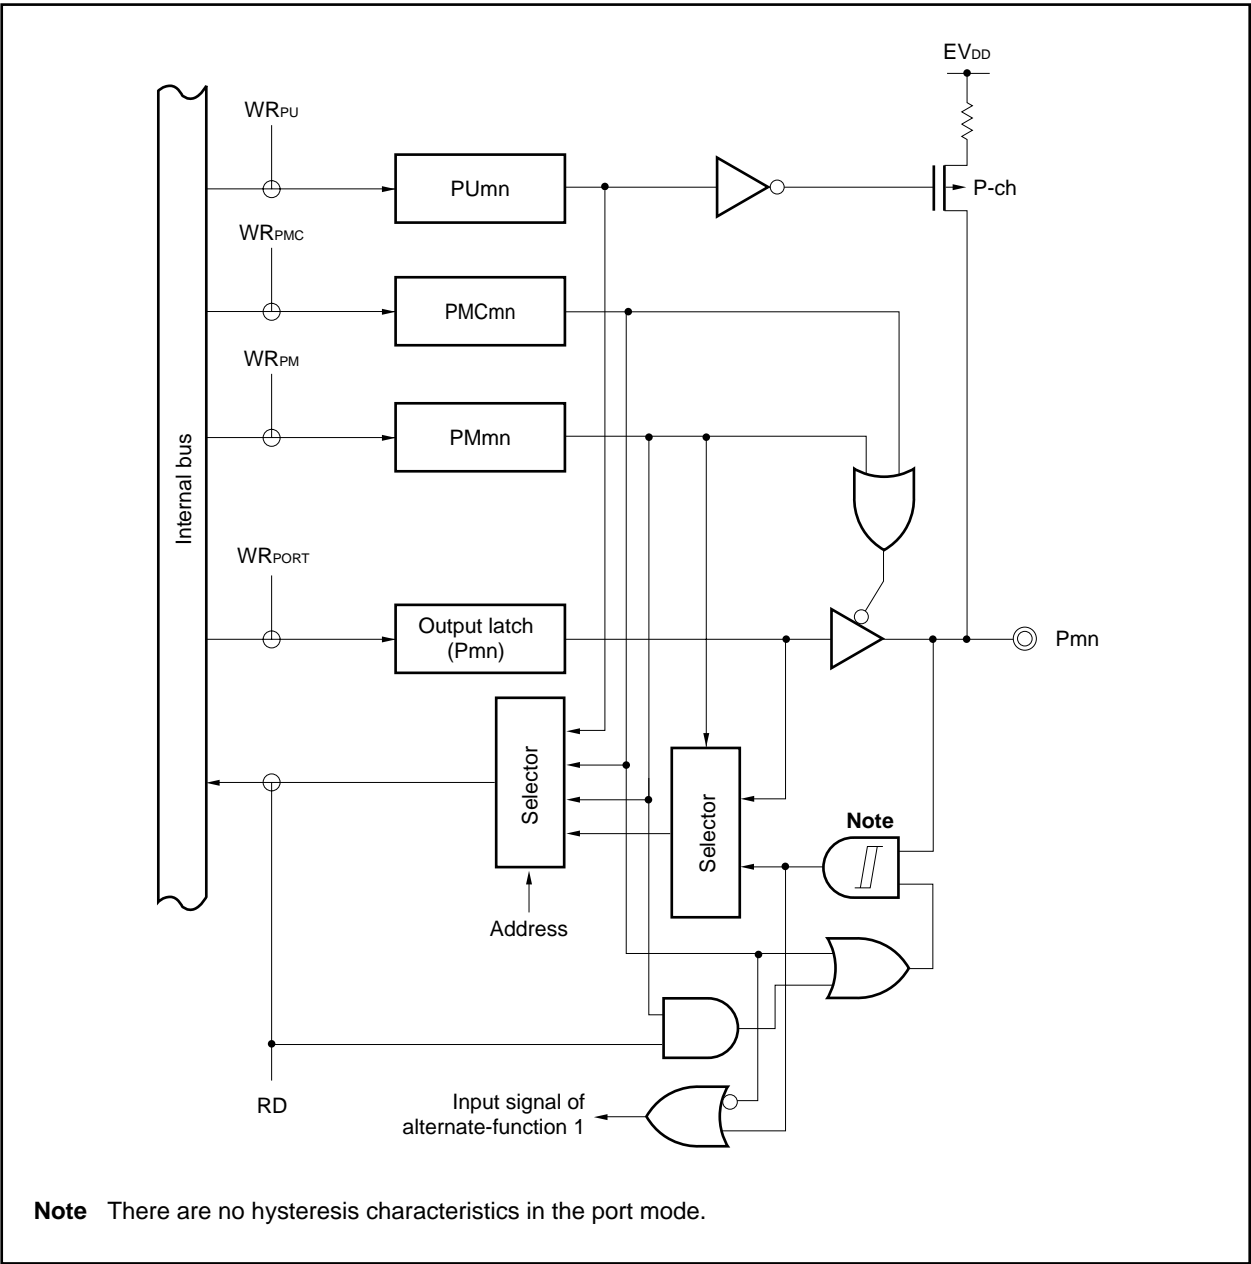 EVDD
WRPU
PUmn
P-ch
WRPMC
PMCmn
WRPM
PMmn
Internal bus
WRPORT
Output latch
(Pmn)
Pmn
Selector
Selector
Note
Address
RD
Input signal of
alternate-function 1
Note There are no hysteresis characteristics in the port mode.